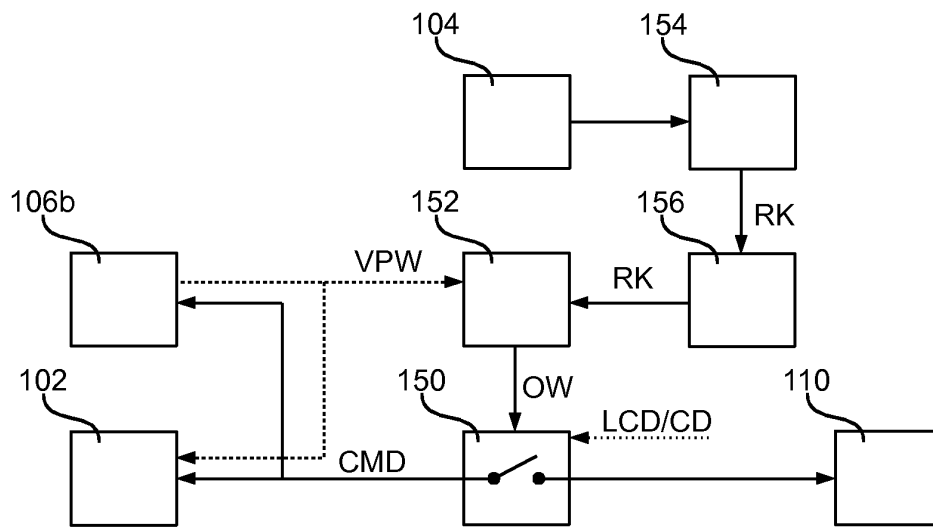 104
154
106b
152
156
RK
VPW
RK
102
150
OW
LCD/CD
110
CMD